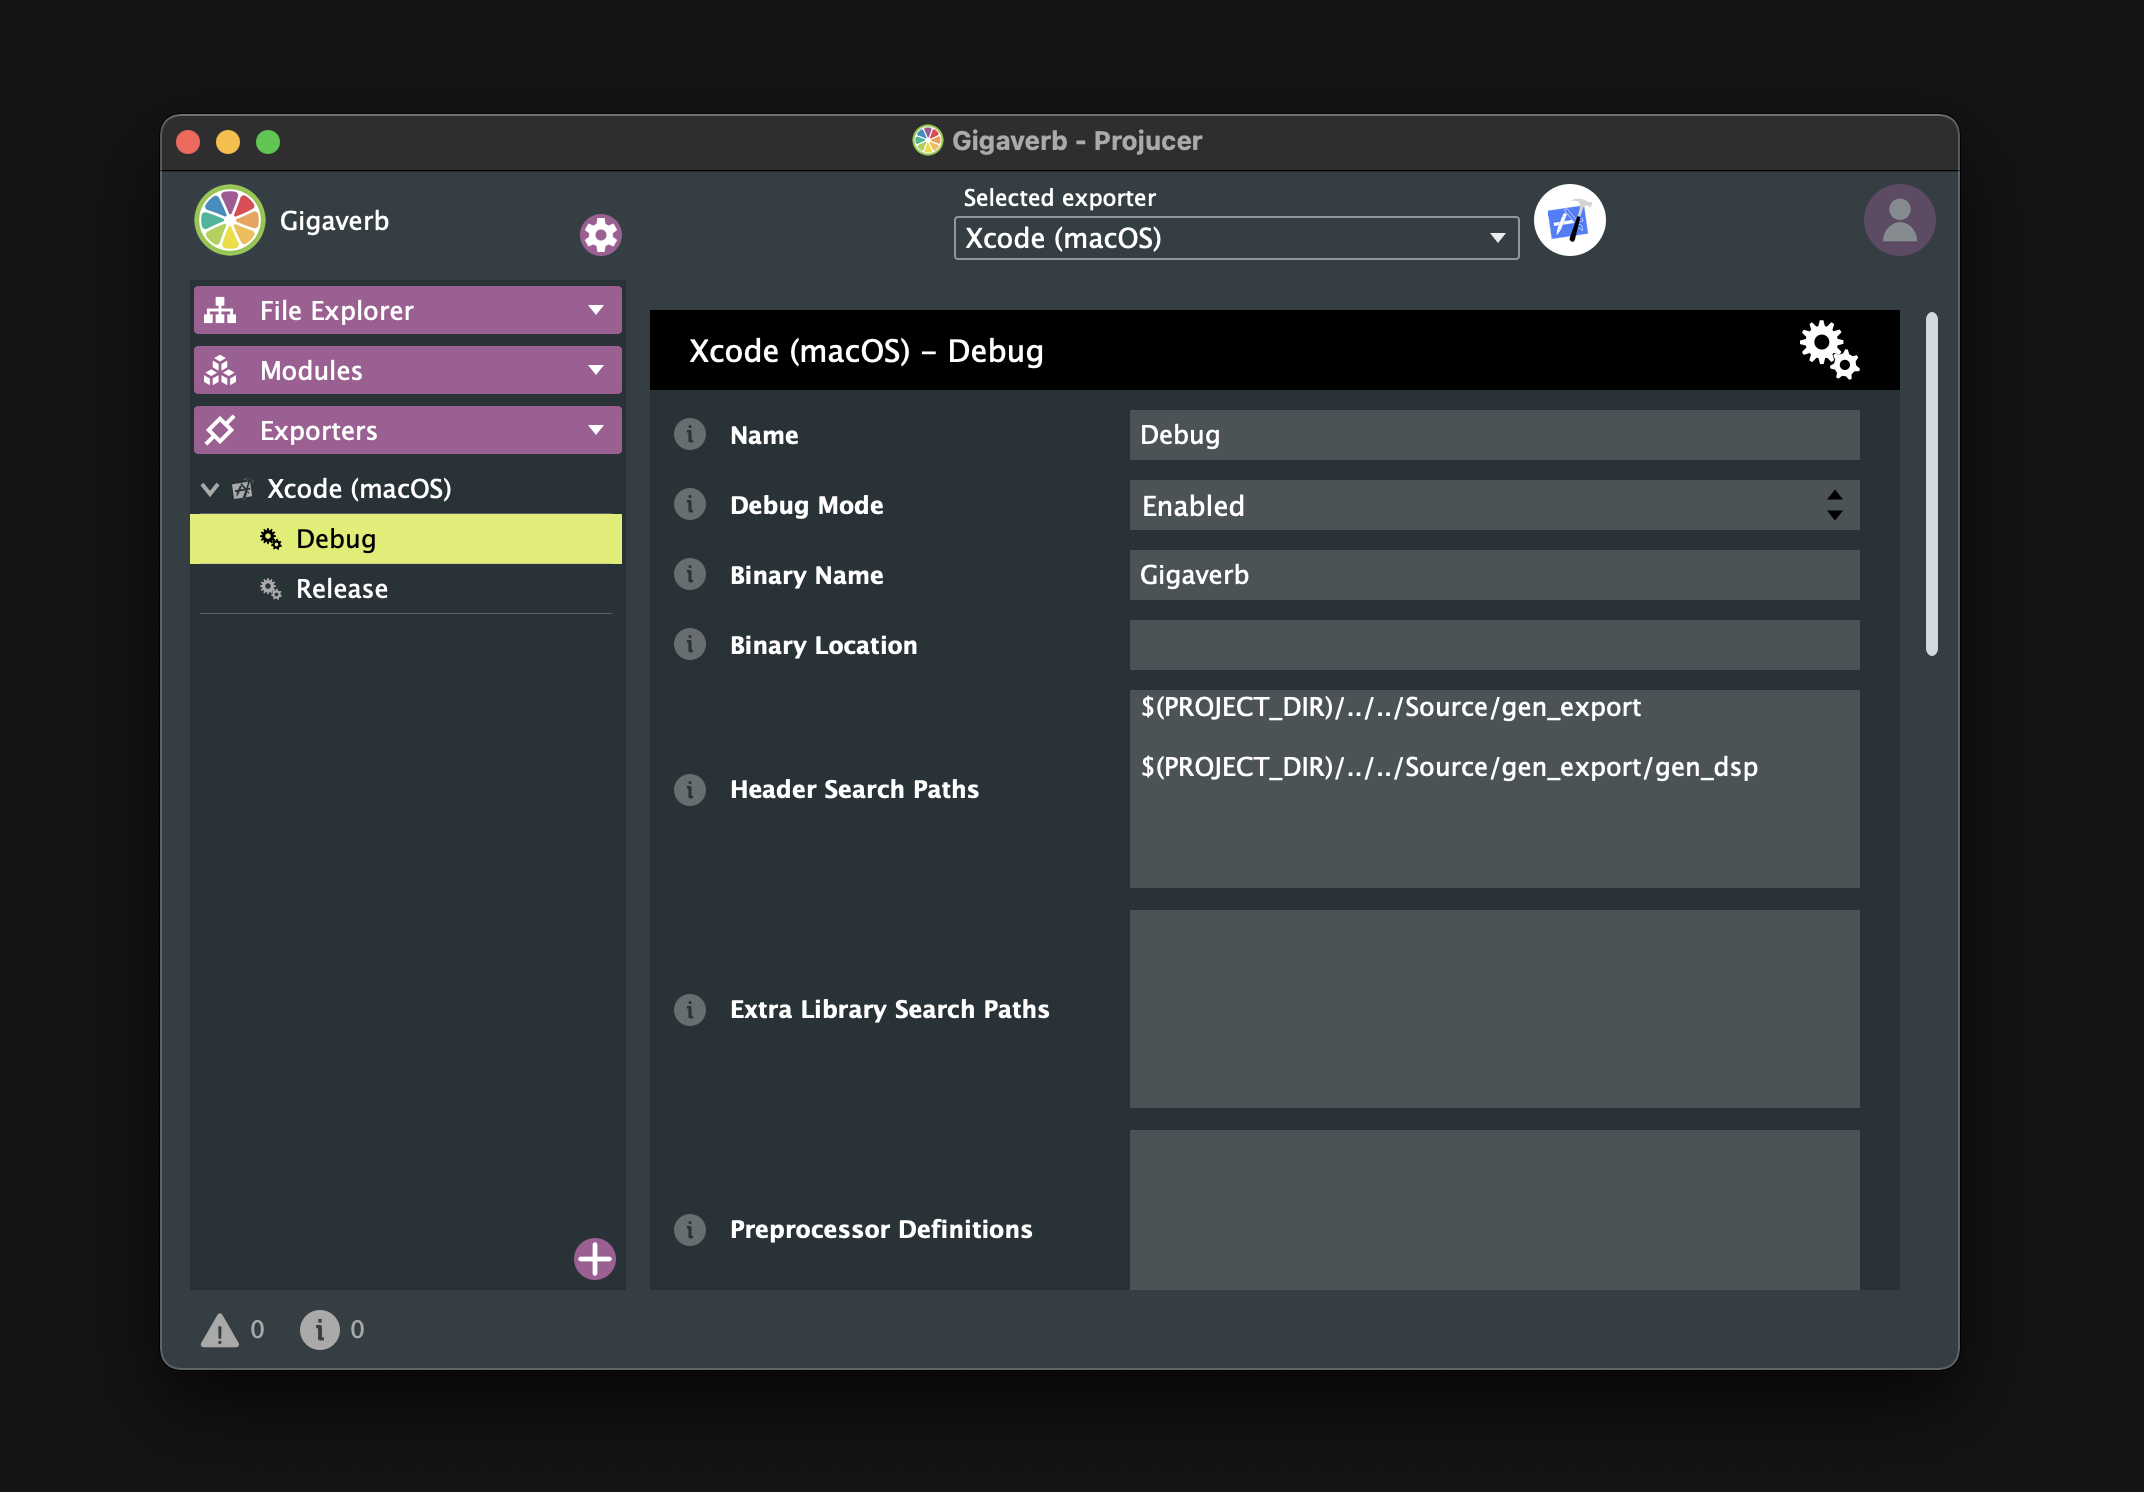 Gigaverb - Projucer
Gigaverb
Selected exporter
Xcode (macOS)
File Explorer
Modules
Exporters
Xcode (macOS)
Debug
Release
Xcode (macOS) – Debug
Name
Debug
Debug Mode
Enabled
Binary Name
Gigaverb
Binary Location
Header Search Paths
$(PROJECT_DIR)/../../Source/gen_export
$(PROJECT_DIR)/../../Source/gen_export/gen_dsp
Extra Library Search Paths
Preprocessor Definitions
0
0